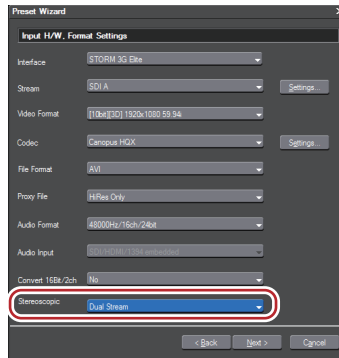 Preset Wizard
Input H/W, Format Settings
Interface STORM 3G Elite
Stream SDI A Settings...
Video Format [10bit][3D] 1920x1080 59.94i
Codec Canopus HQX Settings...
File Format AVI
Proxy File HiRes Only
Audio Format 48000Hz/16ch/24bit
Audio Input SDI/HDMI/1394 embedded
Convert 16Bit/2ch No
Stereoscopic Dual Stream
< Back Next > Cancel